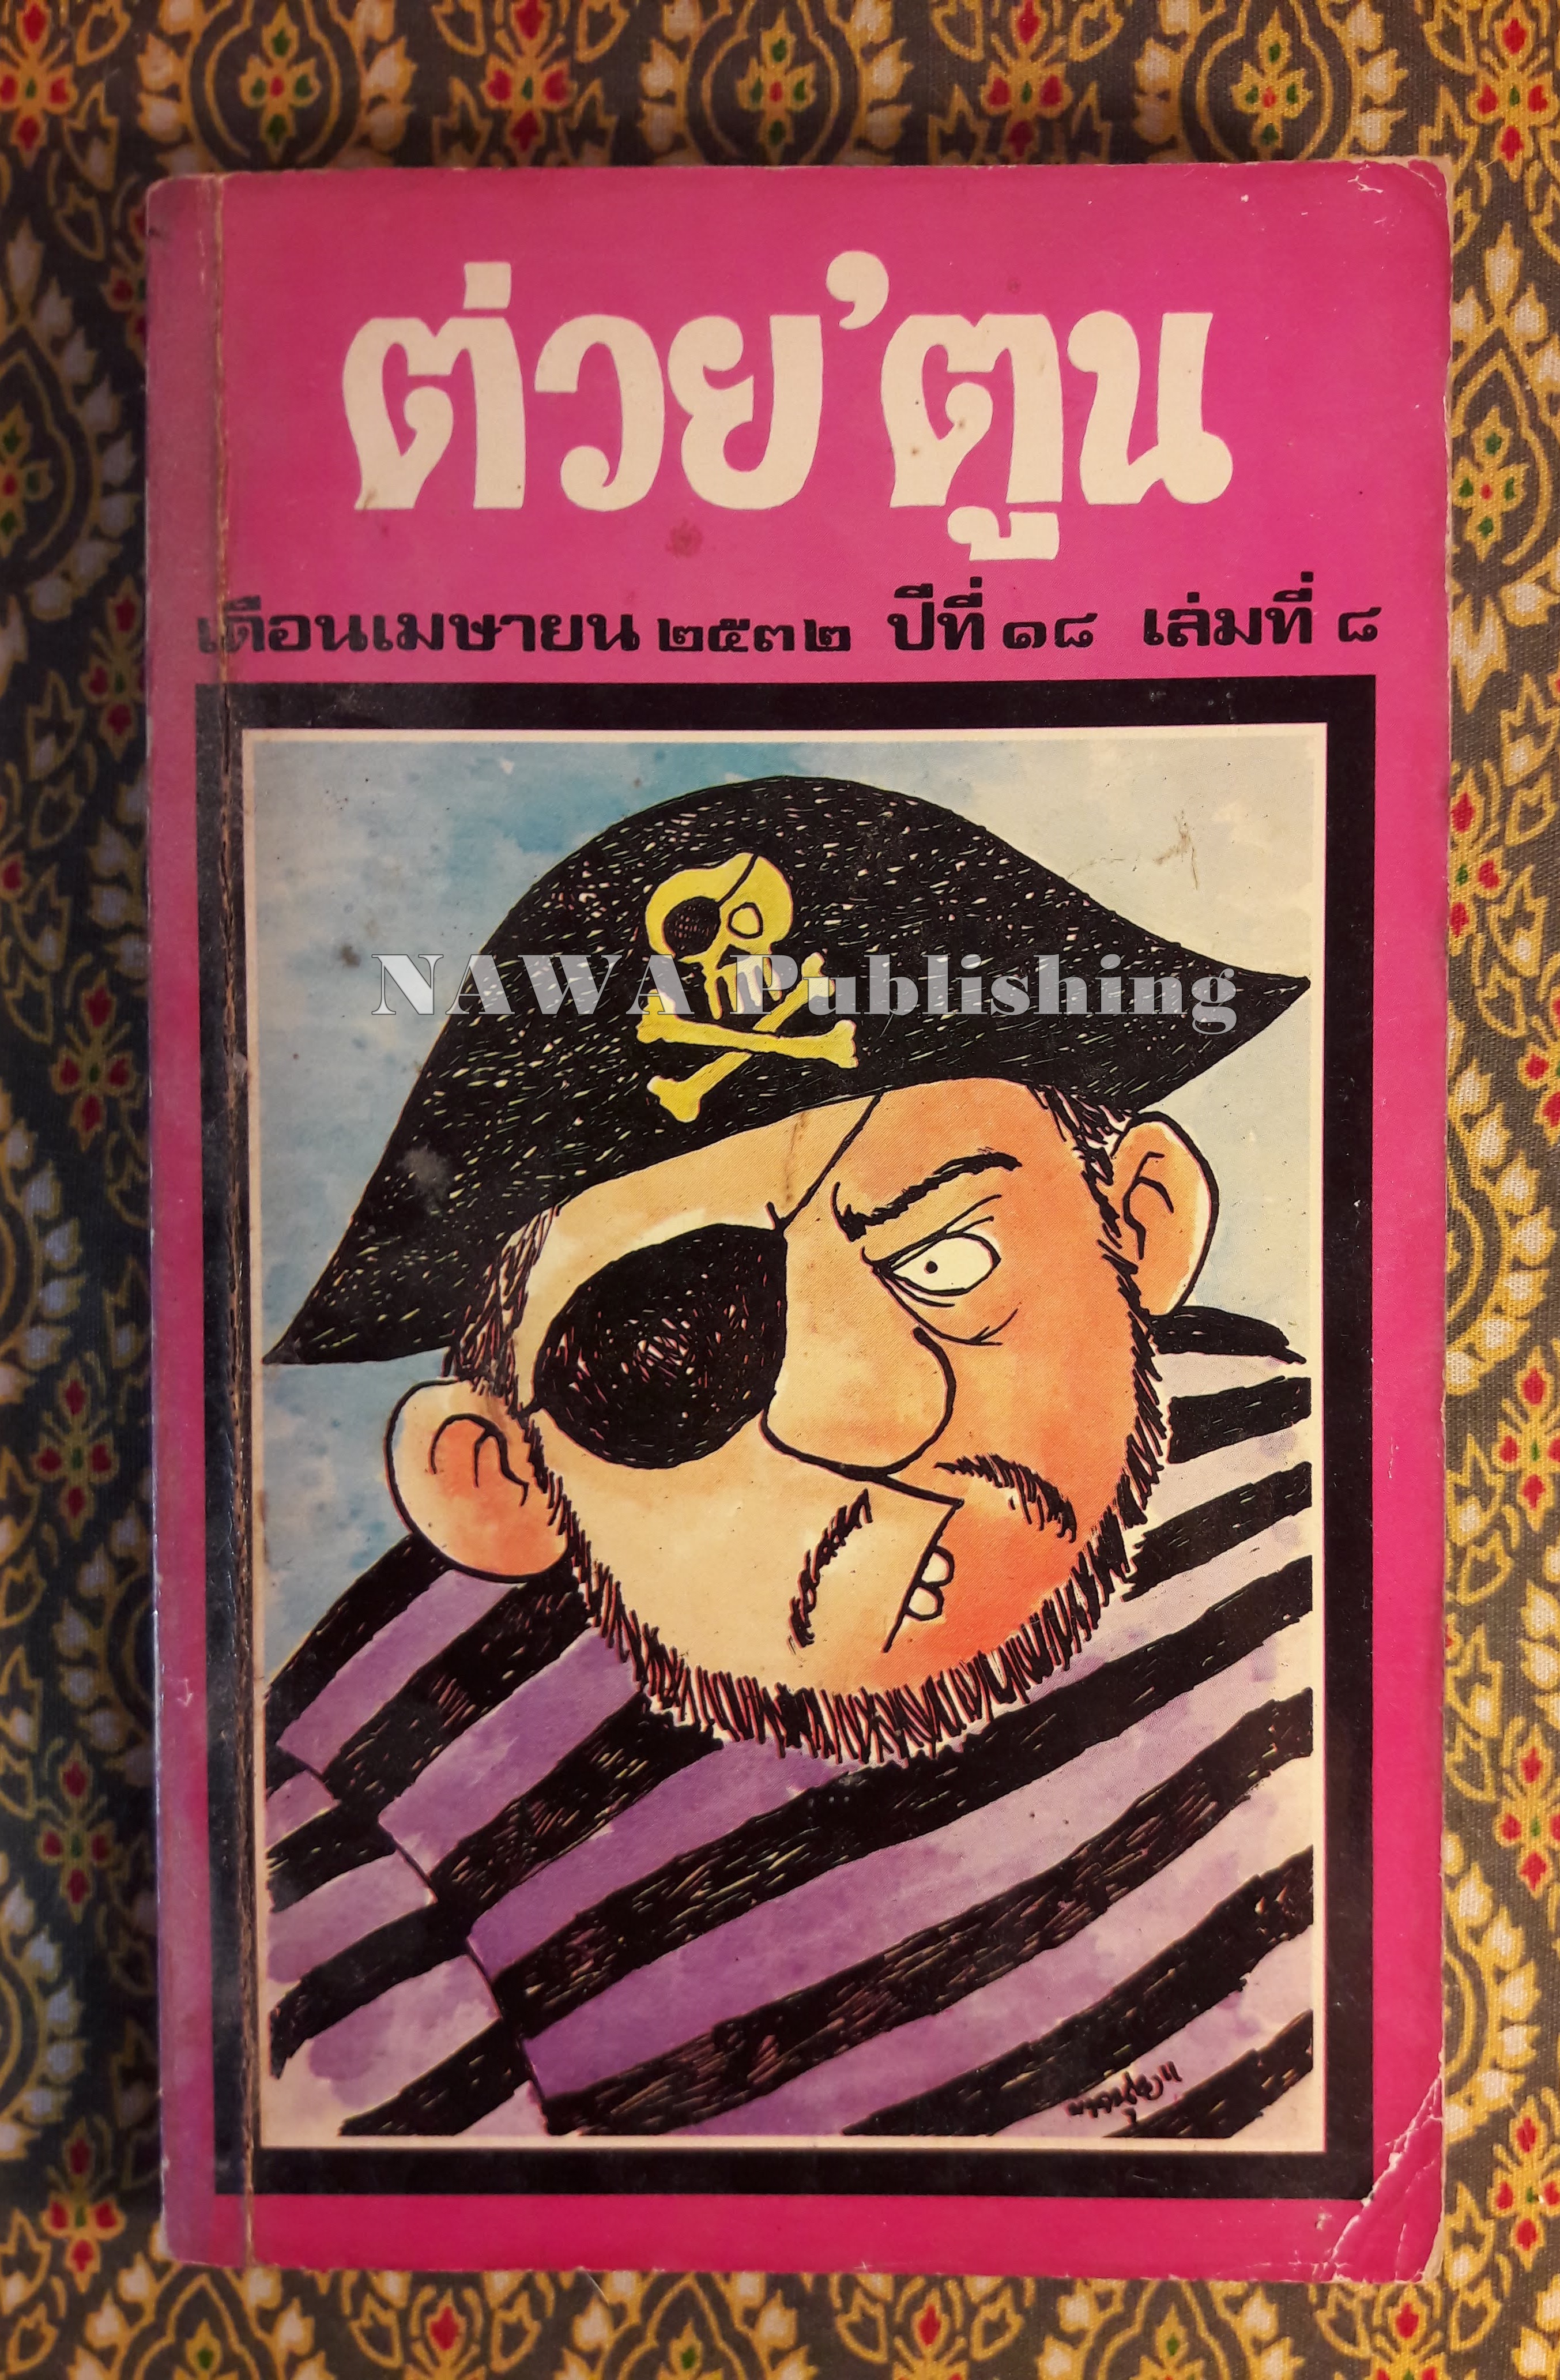 ต่วย'ตูน
เดือนเมษายน ๒๕๓๒ ปีที่ ๑๘ เล่มที่ ๘
NAWA Publishing